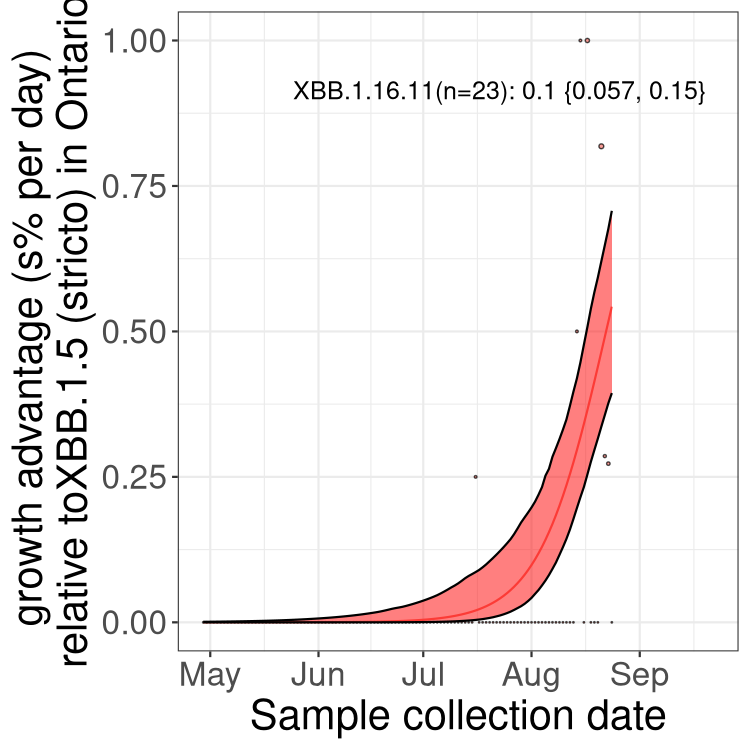 growth advantage (s% per day)
relative toXBB.1.5 (stricto) in Ontario
1.00
0.75
0.50
0.25
0.00
XBB.1.16.11(n=23): 0.1 {0.057, 0.15}
May Jun Jul Aug Sep
Sample collection date